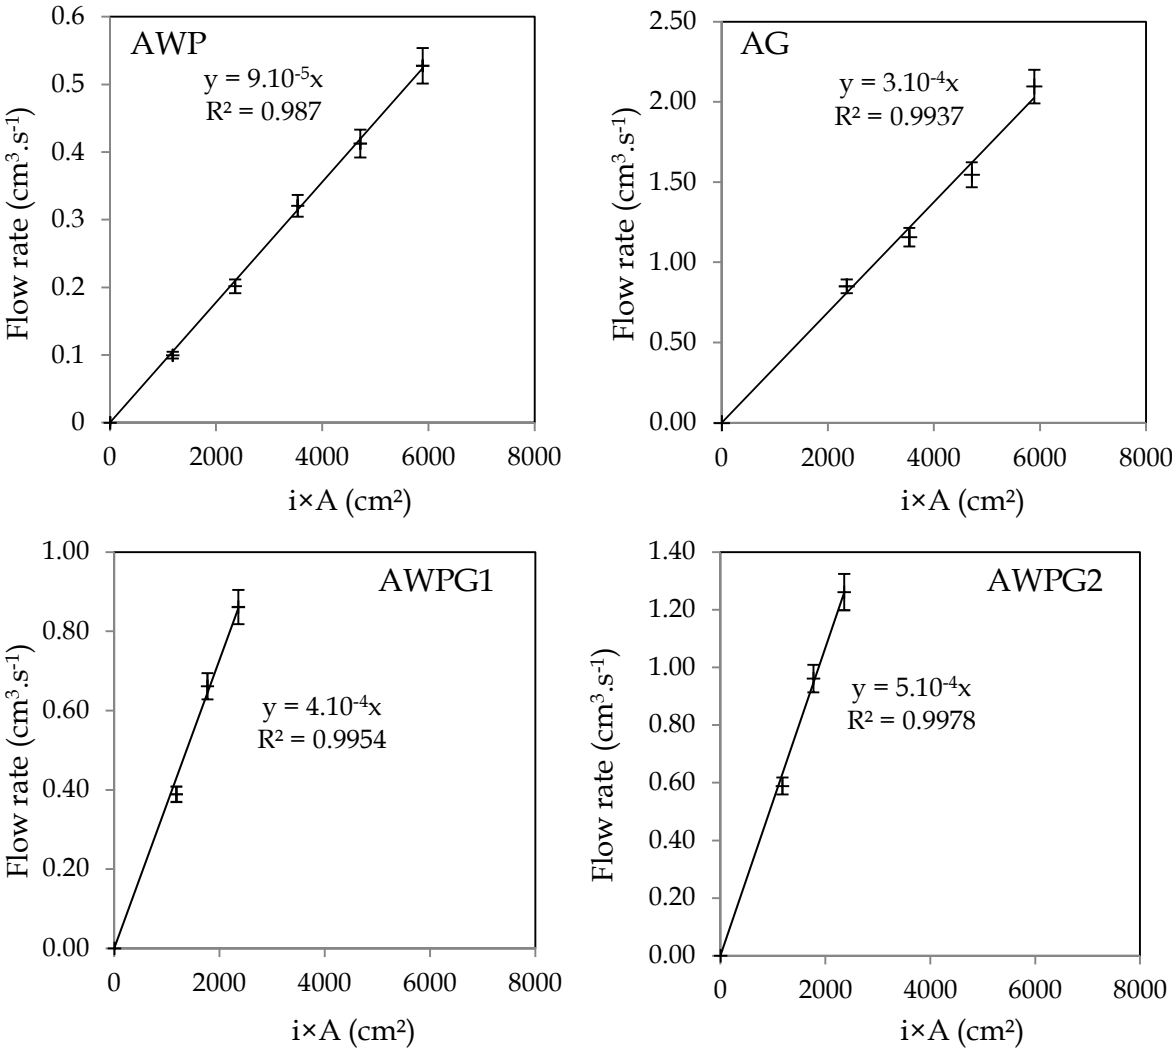 AWP
y = 9.10⁻⁵x
R² = 0.987
Flow rate (cm³.s⁻¹)
0.6
0.5
0.4
0.3
0.2
0.1
0
0 2000 4000 6000 8000
i×A (cm²)
AG
y = 3.10⁻⁴x
R² = 0.9937
Flow rate (cm³.s⁻¹)
2.50
2.00
1.50
1.00
0.50
0.00
0 2000 4000 6000 8000
i×A (cm²)
AWPG1
y = 4.10⁻⁴x
R² = 0.9954
Flow rate (cm³.s⁻¹)
1.00
0.80
0.60
0.40
0.20
0.00
0 2000 4000 6000 8000
i×A (cm²)
AWPG2
y = 5.10⁻⁴x
R² = 0.9978
Flow rate (cm³.s⁻¹)
1.40
1.20
1.00
0.80
0.60
0.40
0.20
0.00
0 2000 4000 6000 8000
i×A (cm²)